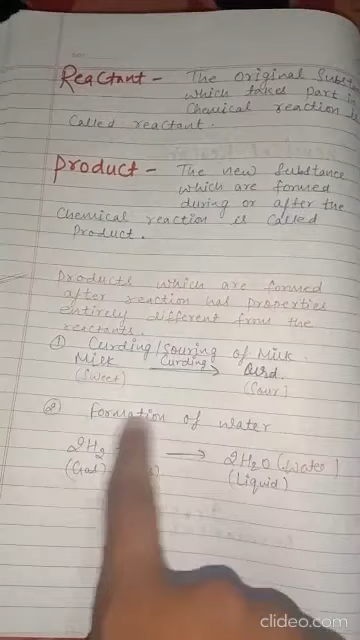 Reactant - The original Subst
which takes part in
Chemical reaction is
Called reactant.
Product - The new Substance
which are formed
during or after the
Chemical reaction is called
Product.
Products which are formed
after reaction has properties
entirely different from the
reactants.
① Curding/Souring of Milk.
Milk Curding → Curd.
(Sweet) (Sour)
② formation of water
2H2 → 2H2O (Water)
(Gas) (Liquid)
clideo.com